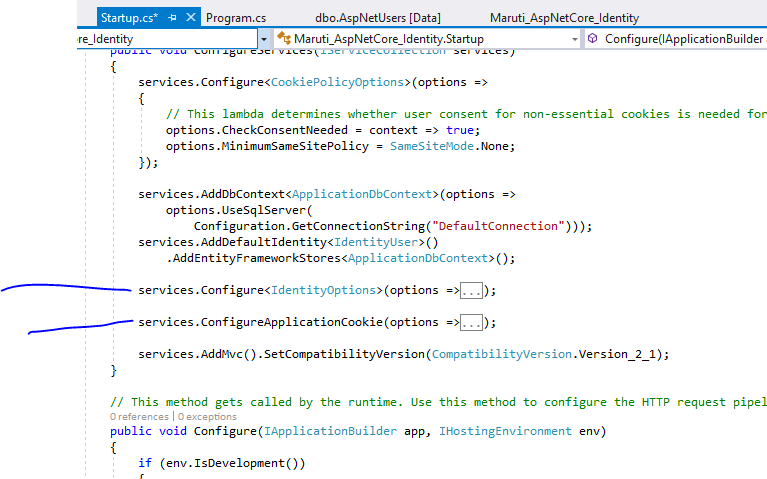 Startup.cs* Program.cs dbo.AspNetUsers [Data] Maruti_AspNetCore_Identity
re_Identity Maruti_AspNetCore_Identity.Startup Configure(IApplicationBuilder
public void ConfigureServices(IServiceCollection services)
{
services.Configure<CookiePolicyOptions>(options =>
{
// This lambda determines whether user consent for non-essential cookies is needed for
options.CheckConsentNeeded = context => true;
options.MinimumSameSitePolicy = SameSiteMode.None;
});
services.AddDbContext<ApplicationDbContext>(options =>
options.UseSqlServer(
Configuration.GetConnectionString("DefaultConnection")));
services.AddDefaultIdentity<IdentityUser>()
.AddEntityFrameworkStores<ApplicationDbContext>();
services.Configure<IdentityOptions>(options =>...);
services.ConfigureApplicationCookie(options =>...);
services.AddMvc().SetCompatibilityVersion(CompatibilityVersion.Version_2_1);
}
// This method gets called by the runtime. Use this method to configure the HTTP request pipel
0 references | 0 exceptions
public void Configure(IApplicationBuilder app, IHostingEnvironment env)
{
if (env.IsDevelopment())
{